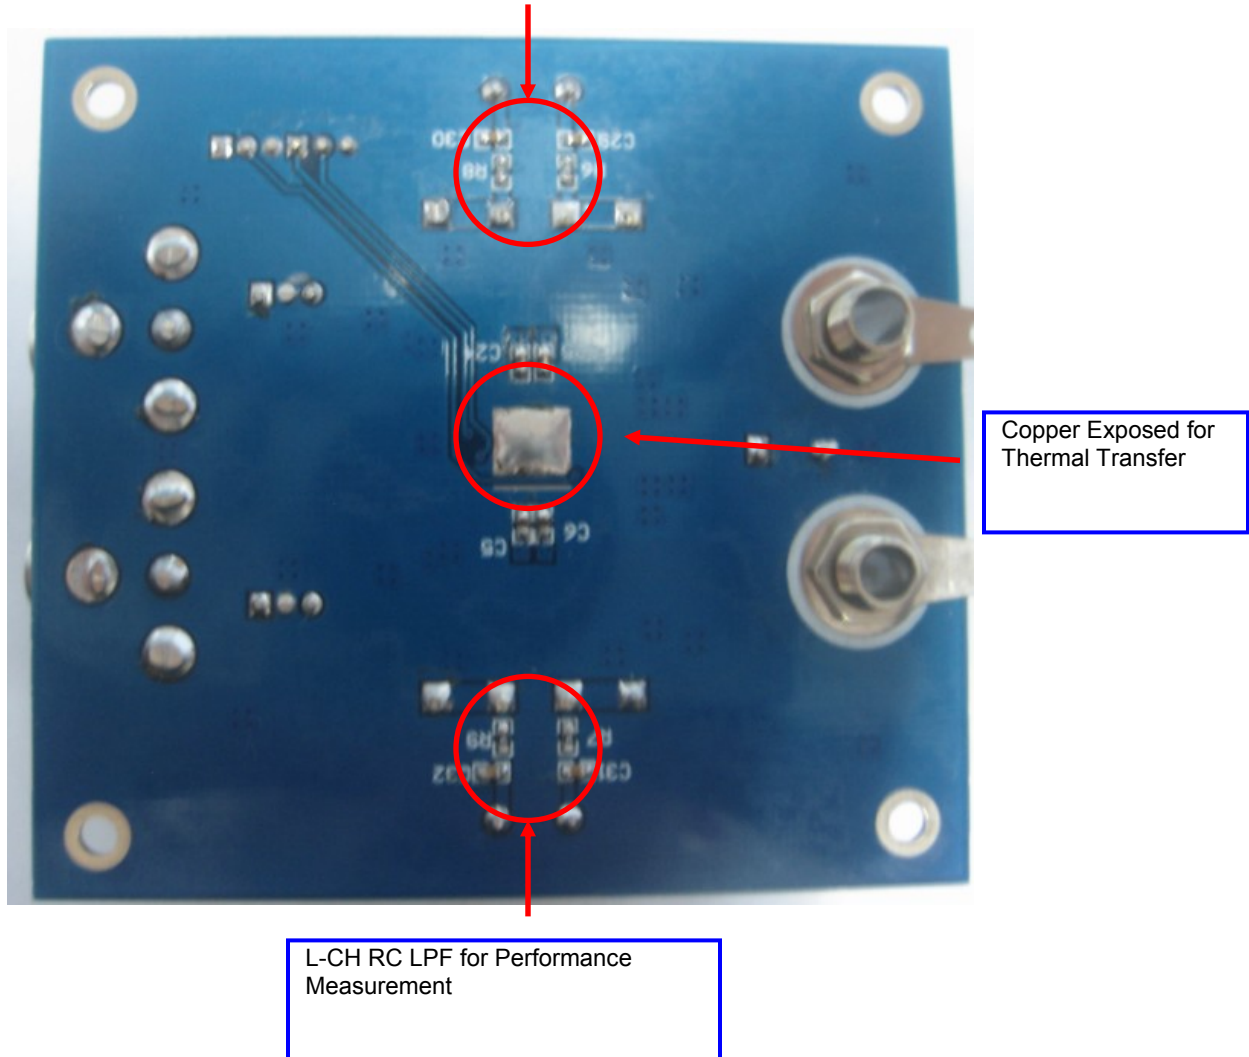 C30
C29
R8
R6
C24
Copper Exposed for
Thermal Transfer
C6
C5
R9
R7
C32
C31
L-CH RC LPF for Performance
Measurement